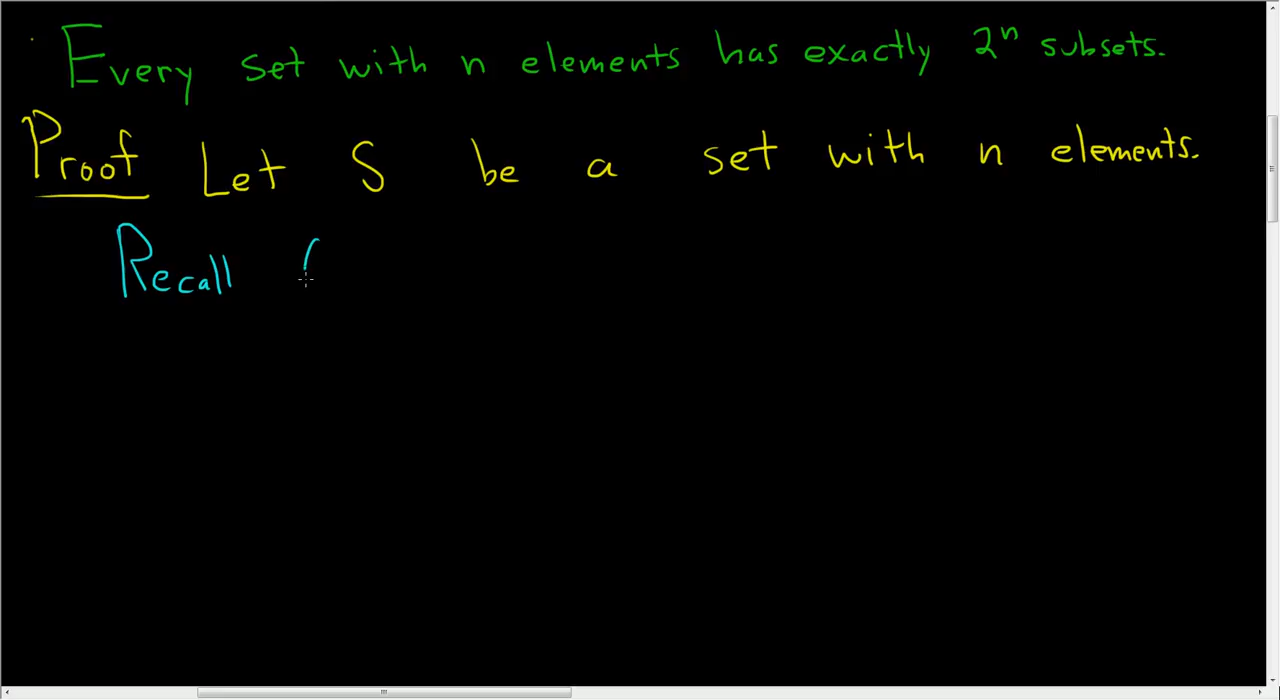 Every set with n elements has exactly 2ⁿ subsets.
Proof Let S be a set with n elements.
Recall (